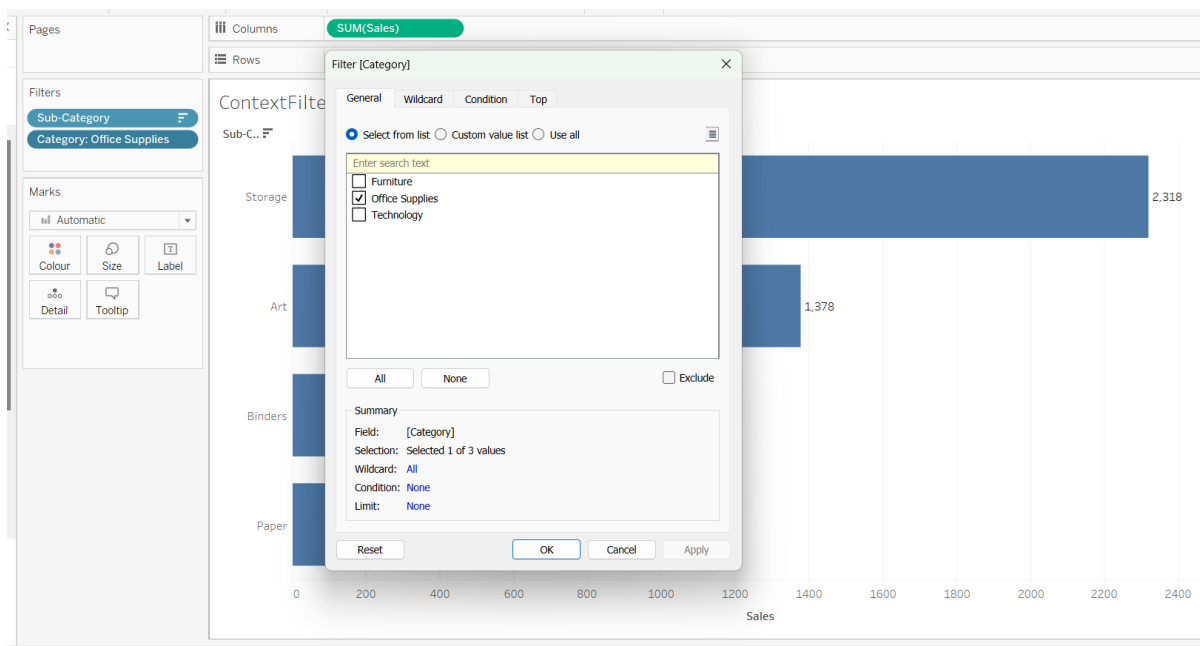 Pages
Columns
SUM(Sales)
Rows
Filters
Sub-Category
Category: Office Supplies
Marks
Automatic
Colour
Size
Label
Detail
Tooltip
Sub-C..
Storage
2,318
Art
1,378
Binders
Paper
0 200 400 600 800 1000 1200 1400 1600 1800 2000 2200 2400
Sales
ContextFilte
Filter [Category]
General Wildcard Condition Top
Select from list Custom value list Use all
Enter search text
Furniture
Office Supplies
Technology
All None Exclude
Summary
Field: [Category]
Selection: Selected 1 of 3 values
Wildcard: All
Condition: None
Limit: None
Reset OK Cancel Apply